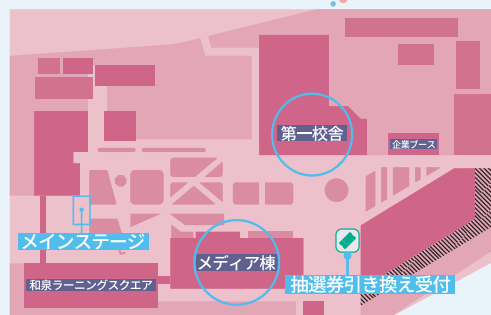 第一校舎
企業ブース
メインステージ
メディア棟
和泉ラーニングスクエア
抽選券引き換え受付